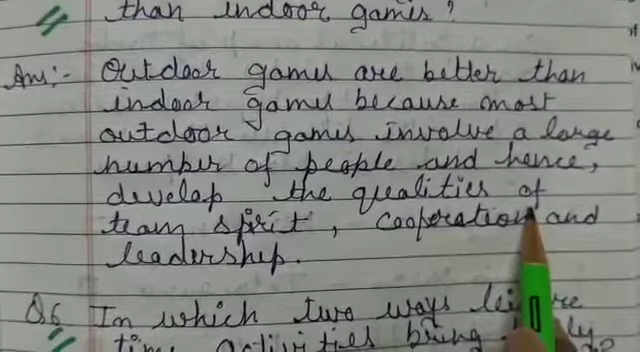 than indoor games?
Ans:- Outdoor games are better than
indoor games because most
outdoor games involve a large
number of people and hence,
develop the qualities of
team spirit, cooperation and
leadership.
Q6 In which two ways leisure
time activities bring